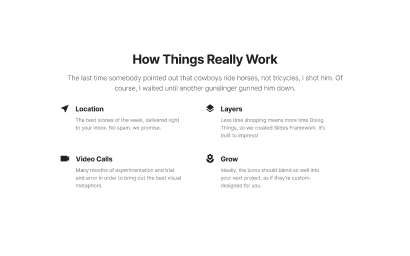 How Things Really Work
The last time somebody pointed out that cowboys ride horses, not tricycles, I shot him. Of
course, I waited until another gunslinger gunned him down.
Location
The best stories of the week, delivered right
to your inbox. No spam, we promise.
Layers
Less time shopping means more time Doing
Things, so we created Slides Framework. It's
built to impress!
Video Calls
Many months of experimentation and trial
and error in order to bring out the best visual
metaphors.
Grow
Ideally, the icons should blend so well into
your next project, as if they're custom-
designed for you.